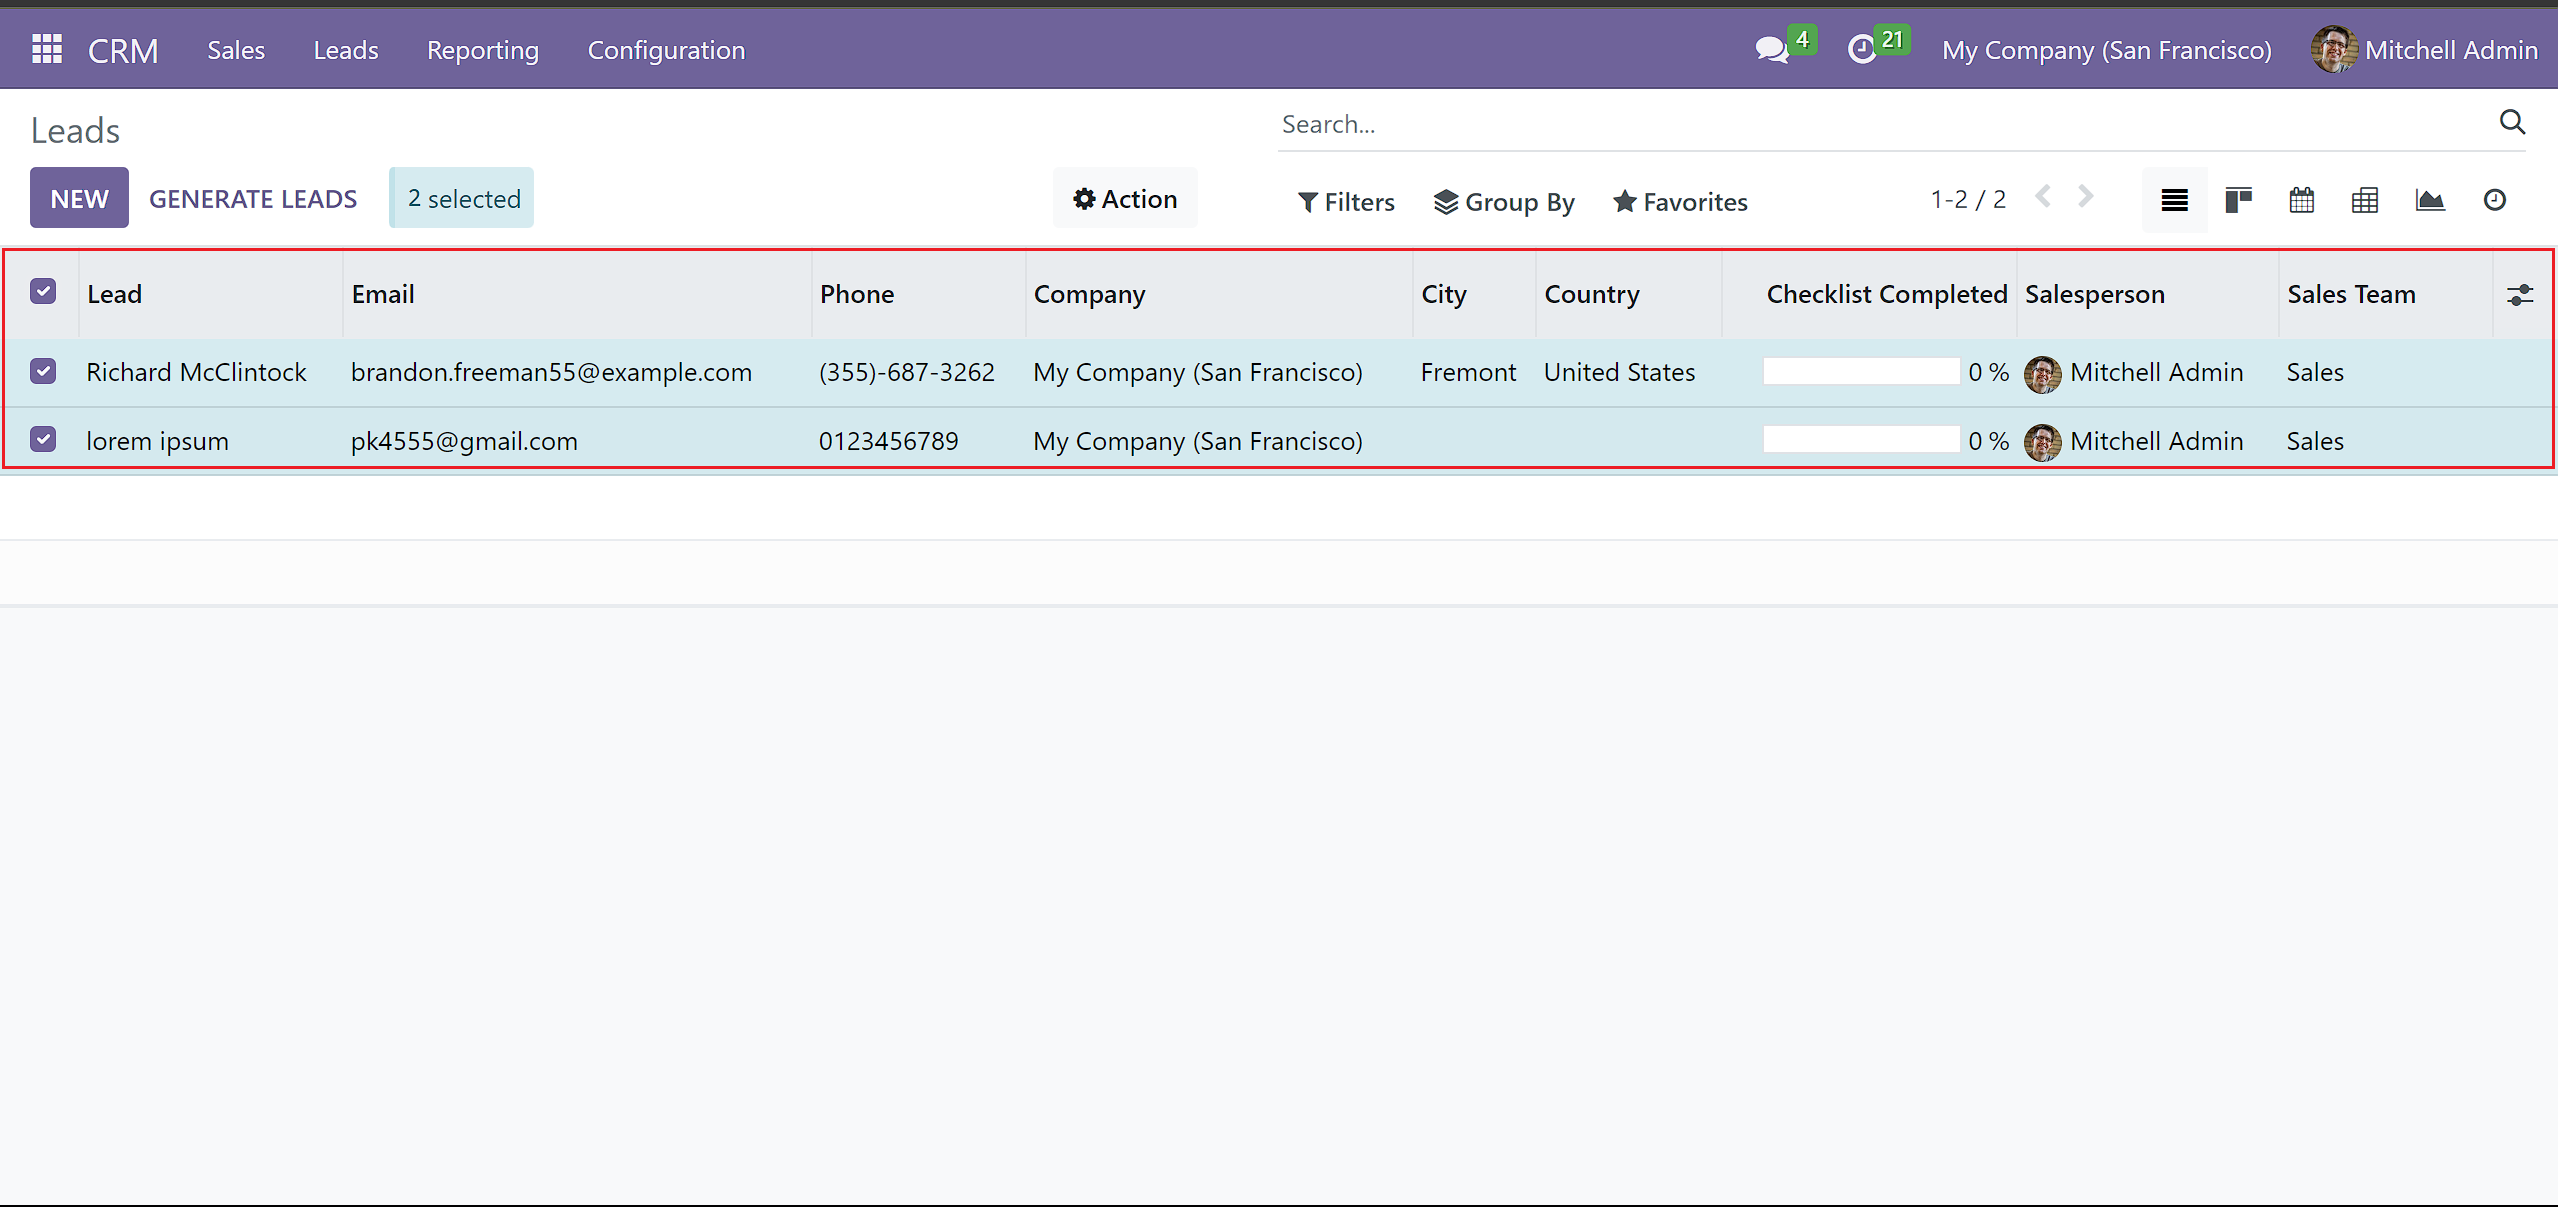 CRM Sales Leads Reporting Configuration 4 21 My Company (San Francisco) Mitchell Admin
Leads Search...
NEW GENERATE LEADS 2 selected Action Filters Group By Favorites 1-2 / 2
Lead Email Phone Company City Country Checklist Completed Salesperson Sales Team
Richard McClintock brandon.freeman55@example.com (355)-687-3262 My Company (San Francisco) Fremont United States 0 % Mitchell Admin Sales
lorem ipsum pk4555@gmail.com 0123456789 My Company (San Francisco) 0 % Mitchell Admin Sales